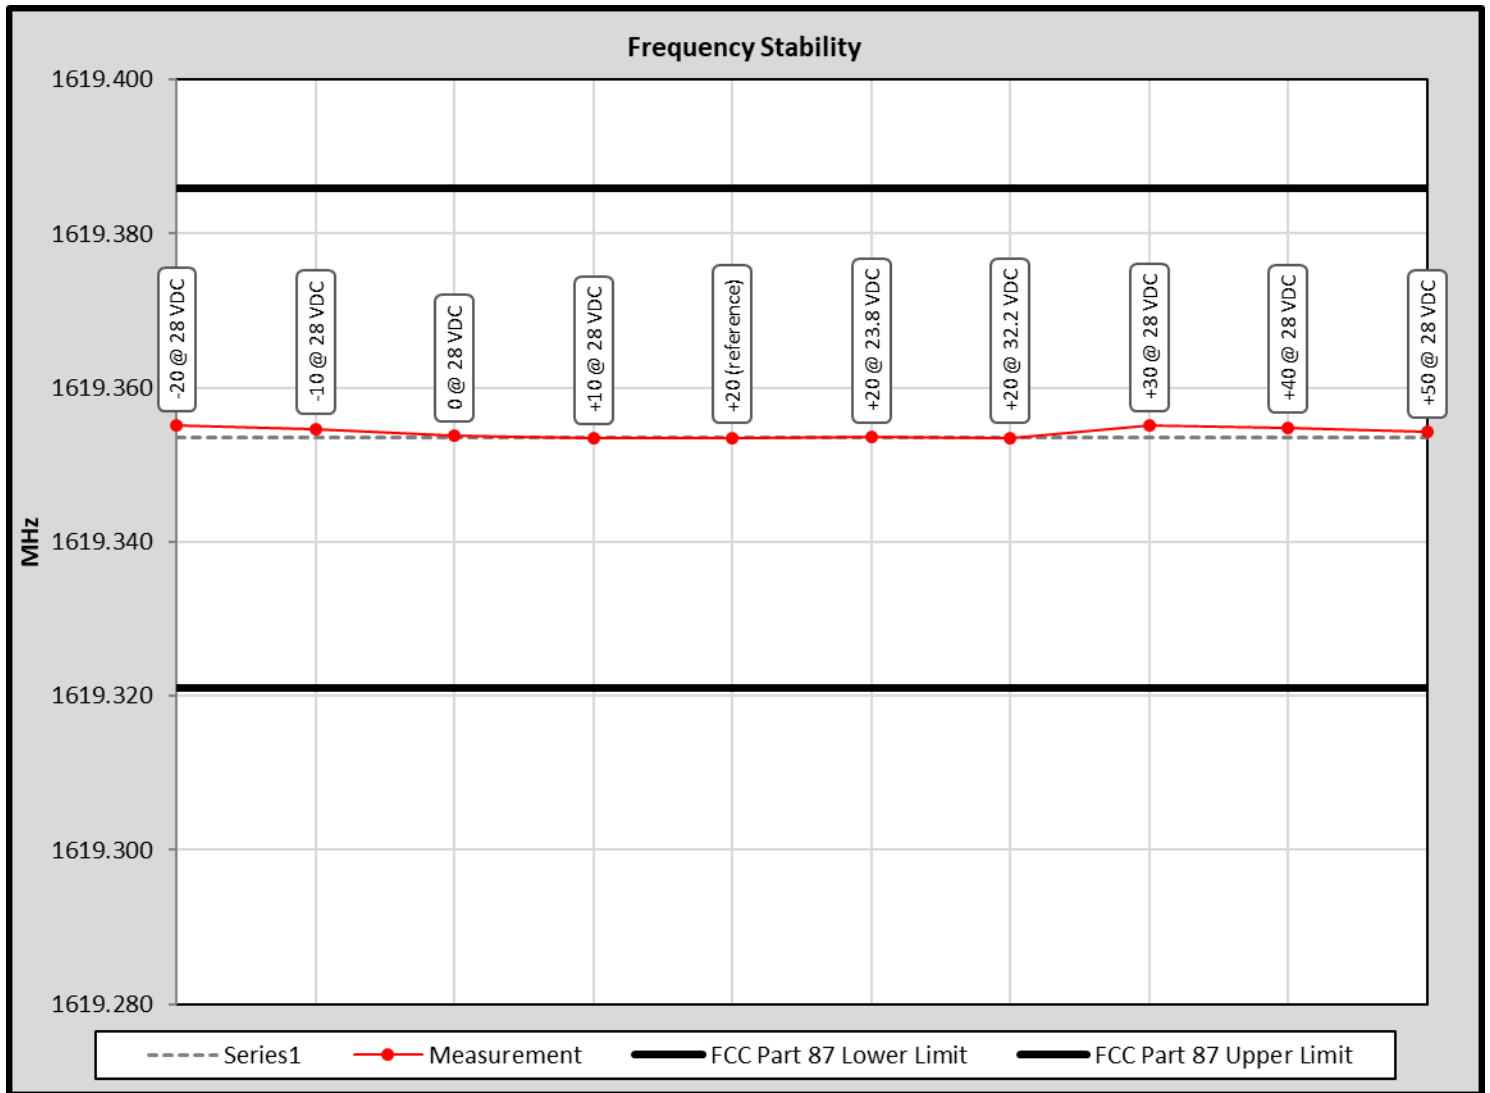 Frequency Stability
1619.400
1619.380
1619.360
1619.340
1619.320
1619.300
1619.280
MHz
-20 @ 28 VDC
-10 @ 28 VDC
0 @ 28 VDC
+10 @ 28 VDC
+20 (reference)
+20 @ 23.8 VDC
+20 @ 32.2 VDC
+30 @ 28 VDC
+40 @ 28 VDC
+50 @ 28 VDC
Series1 Measurement FCC Part 87 Lower Limit FCC Part 87 Upper Limit